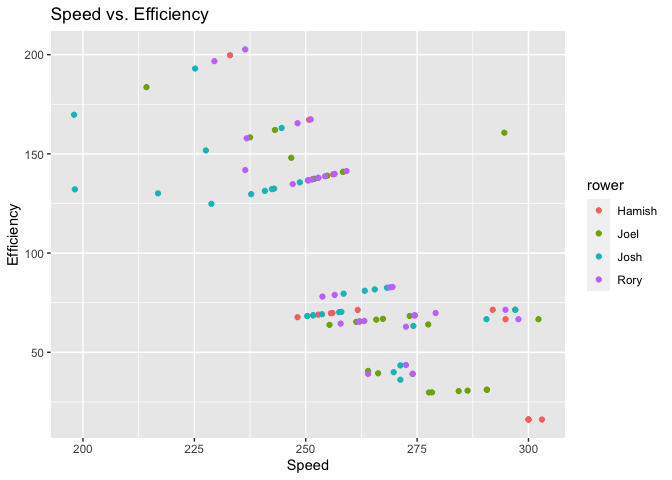 Speed vs. Efficiency
200
150
100
50
Efficiency
200
225
250
275
300
Speed
rower
Hamish
Joel
Josh
Rory